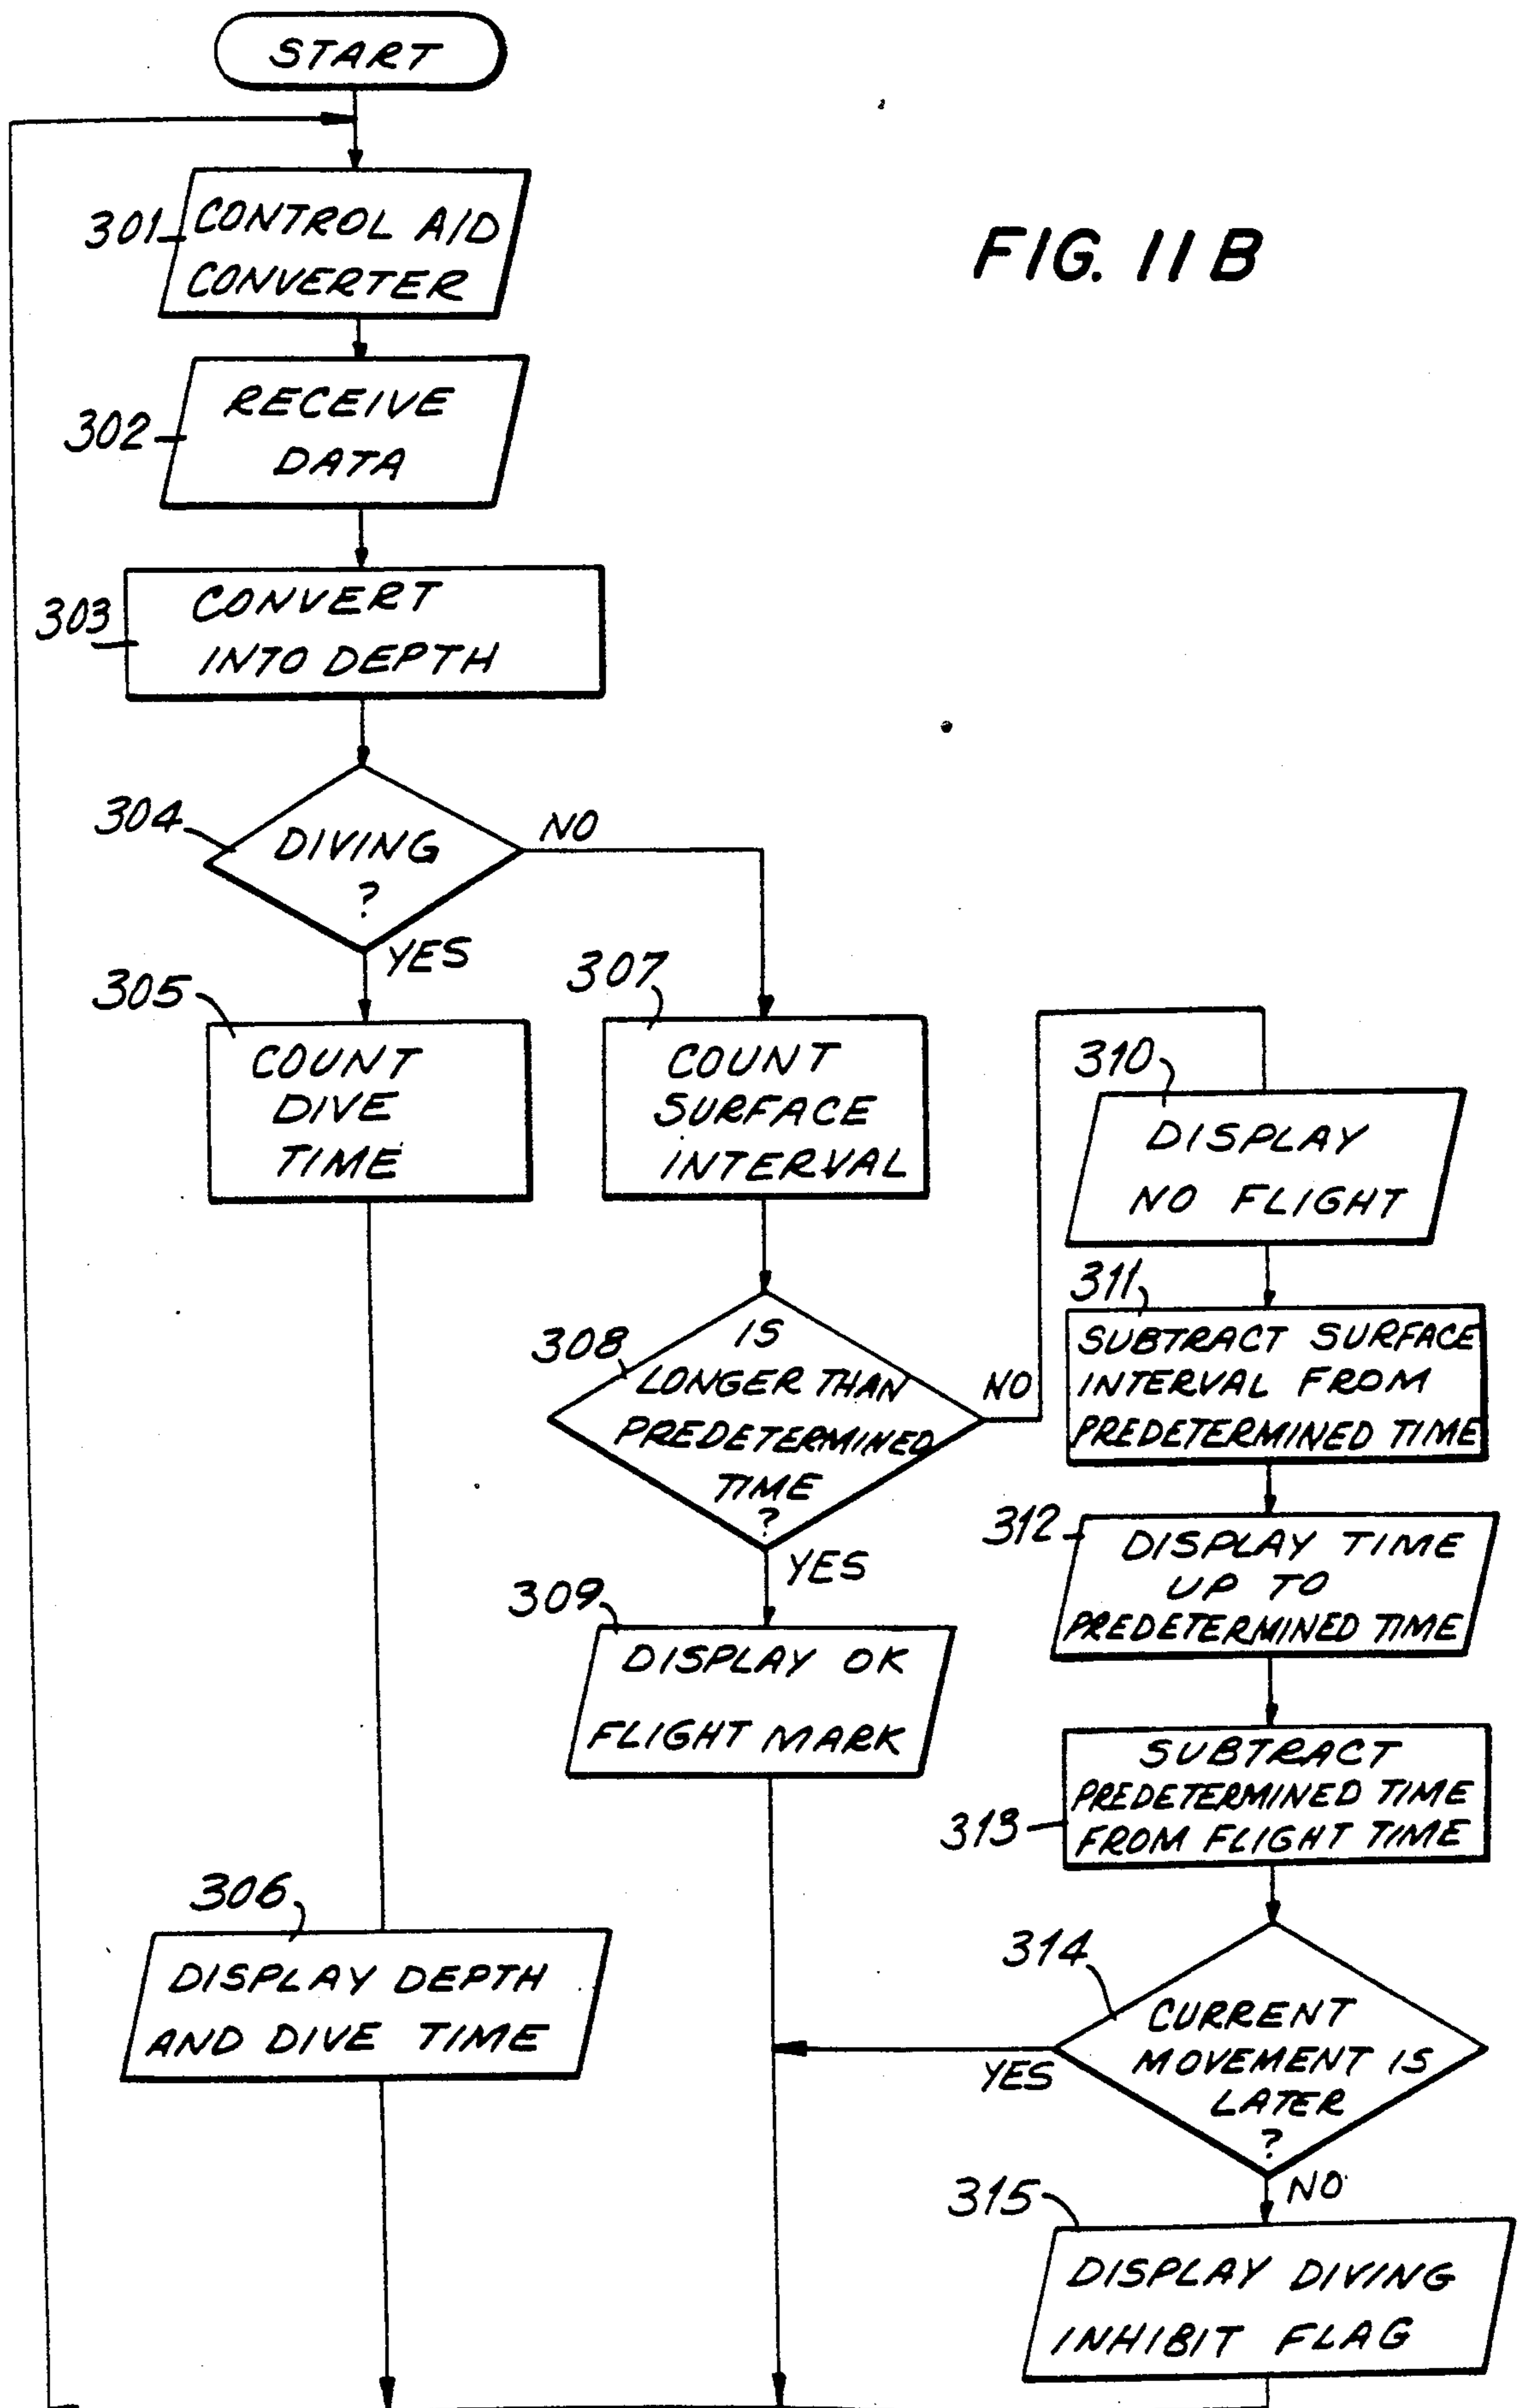 START
FIG. 11 B
301
CONTROL A/D
CONVERTER
302
RECEIVE
DATA
303
CONVERT
INTO DEPTH
304
DIVING
?
NO
YES
305
COUNT
DIVE
TIME
307
COUNT
SURFACE
INTERVAL
308
IS
LONGER THAN
PREDETERMINED
TIME
?
NO
YES
309
DISPLAY OK
FLIGHT MARK
310
DISPLAY
NO FLIGHT
311
SUBTRACT SURFACE
INTERVAL FROM
PREDETERMINED TIME
312
DISPLAY TIME
UP TO
PREDETERMINED TIME
313
SUBTRACT
PREDETERMINED TIME
FROM FLIGHT TIME
306
DISPLAY DEPTH
AND DIVE TIME
314
CURRENT
MOVEMENT IS
LATER
?
YES
NO
315
DISPLAY DIVING
INHIBIT FLAG